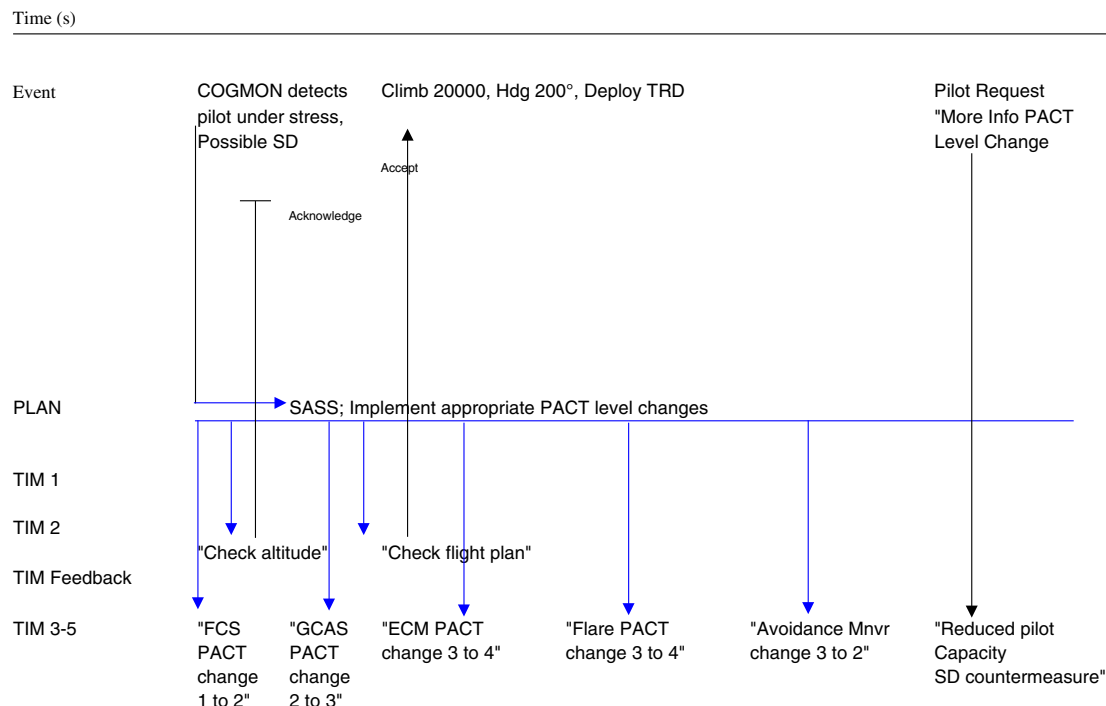 Time (s)
Event
COGMON detects
pilot under stress,
Possible SD
Climb 20000, Hdg 200°, Deploy TRD
Pilot Request
"More Info PACT
Level Change
Accept
Acknowledge
PLAN
SASS; Implement appropriate PACT level changes
TIM 1
TIM 2
"Check altitude"
"Check flight plan"
TIM Feedback
TIM 3-5
"FCS
PACT
change
1 to 2"
"GCAS
PACT
change
2 to 3"
"ECM PACT
change 3 to 4"
"Flare PACT
change 3 to 4"
"Avoidance Mnvr
change 3 to 2"
"Reduced pilot
Capacity
SD countermeasure"